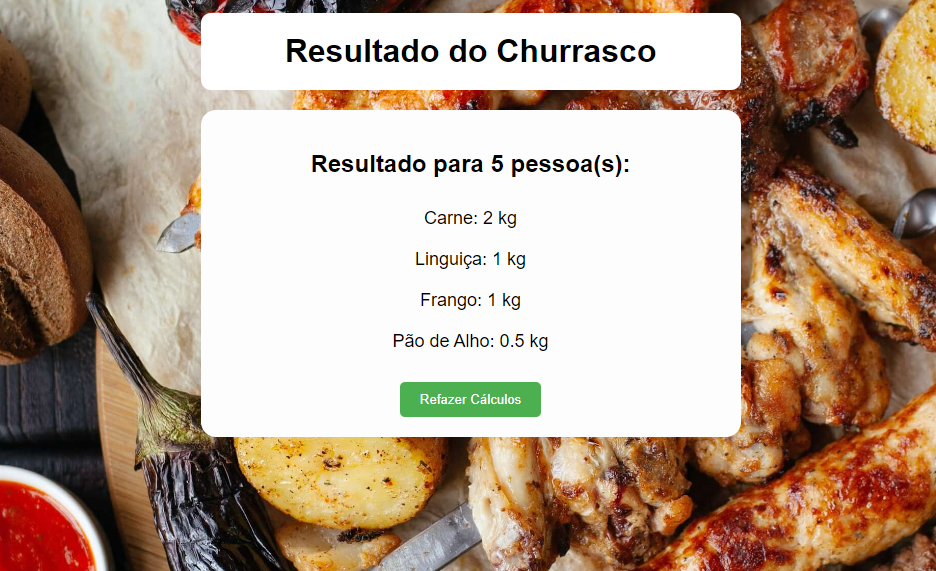 Resultado do Churrasco
Resultado para 5 pessoa(s):
Carne: 2 kg
Linguiça: 1 kg
Frango: 1 kg
Pão de Alho: 0.5 kg
Refazer Cálculos